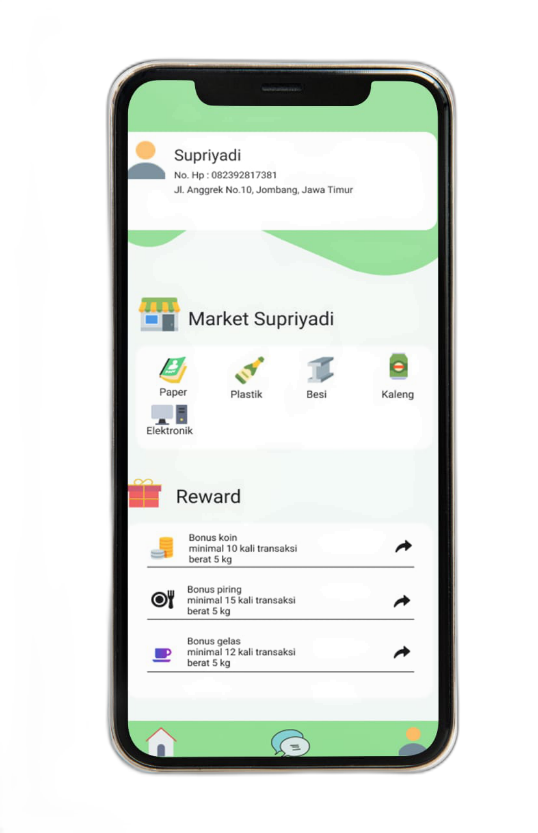 Supriyadi
No. Hp : 082392817381
Jl. Anggrek No.10, Jombang, Jawa Timur
Market Supriyadi
Paper
Plastik
Besi
Kaleng
Elektronik
Reward
Bonus koin
minimal 10 kali transaksi
berat 5 kg
Bonus piring
minimal 15 kali transaksi
berat 5 kg
Bonus gelas
minimal 12 kali transaksi
berat 5 kg